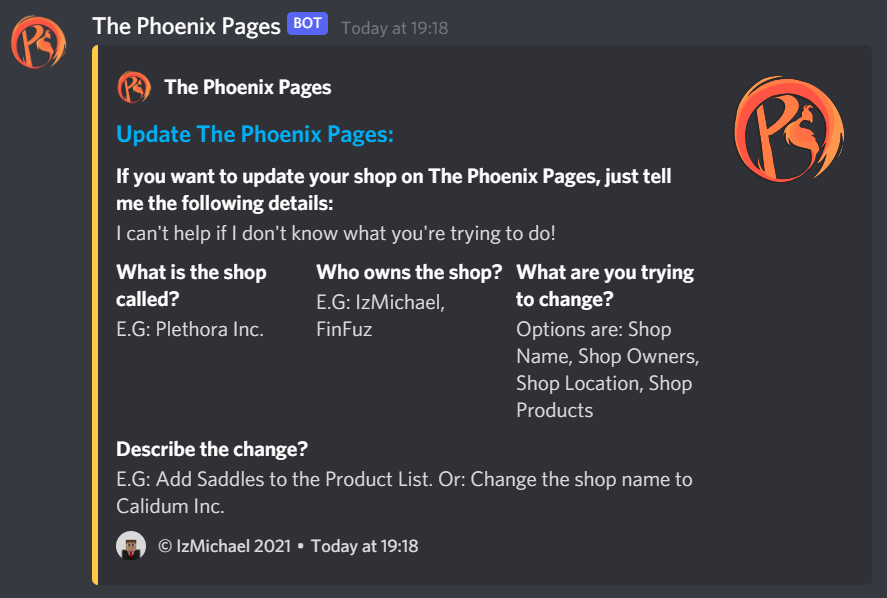 The Phoenix Pages BOT Today at 19:18
The Phoenix Pages
Update The Phoenix Pages:
If you want to update your shop on The Phoenix Pages, just tell
me the following details:
I can't help if I don't know what you're trying to do!
What is the shop
called?
E.G: Plethora Inc.
Who owns the shop?
E.G: IzMichael,
FinFuz
What are you trying
to change?
Options are: Shop
Name, Shop Owners,
Shop Location, Shop
Products
Describe the change?
E.G: Add Saddles to the Product List. Or: Change the shop name to
Calidum Inc.
© IzMichael 2021 • Today at 19:18